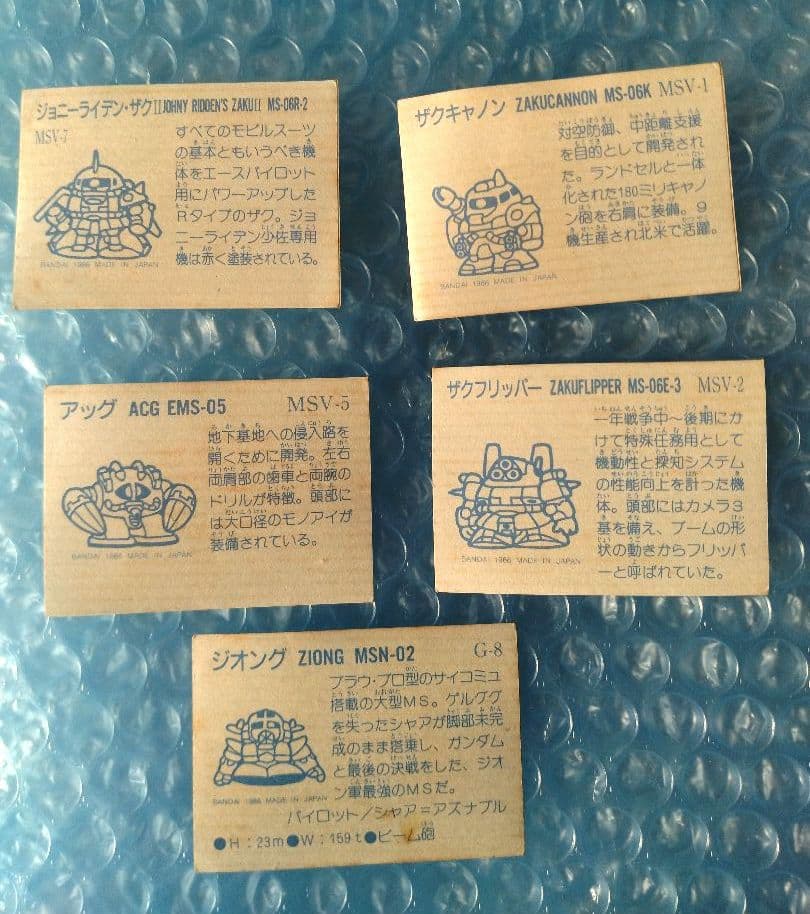 ジョニーライデン・ザクII JOHNY RIDDEN'S ZAKU II MS-06R-2
MSV-7
すべてのモビルスーツ
の基本ともいうべき機
体をエースパイロット
用にパワーアップした
Rタイプのザク。ジョ
ニーライデン少佐専用
機は赤く塗装されている。
BANDAI 1986 MADE IN JAPAN
ザクキャノン ZAKUCANNON MS-06K MSV-1
対空防御、中距離支援
を目的として開発され
た。ランドセルと一体
化された180ミリキャノ
ン砲を右肩に装備。9
機生産され北米で活躍。
BANDAI 1986 MADE IN JAPAN
アッグ ACG EMS-05 MSV-5
地下基地への侵入路を
開くために開発。左右
両肩部の歯車と両腕の
ドリルが特徴。頭部に
は大口径のモノアイが
装備されている。
BANDAI 1986 MADE IN JAPAN
ザクフリッパー ZAKUFLIPPER MS-06E-3 MSV-2
一年戦争中〜後期にか
けて特殊任務用として
機動性と探知システム
の性能向上を計った機
体。頭部にはカメラ3
基を備え、ブームの形
状の動きからフリッパ
ーと呼ばれていた。
BANDAI 1986 MADE IN JAPAN
ジオング ZIONG MSN-02 G-8
ブラウ・ブロ型のサイコミュ
搭載の大型MS。ゲルググ
を失ったシャアが脚部未完
成のまま搭乗し、ガンダム
と最後の決戦をした、ジオ
ン軍最強のMSだ。
BANDAI 1986 MADE IN JAPAN
パイロット/シャア=アズナブル
●H:23m●W:159t●ビーム砲